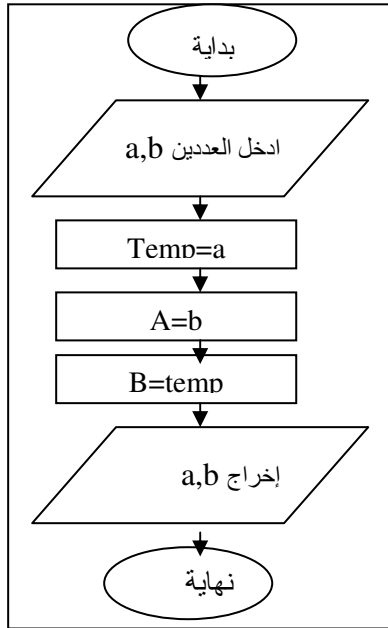 بداية
ادخل العددين a,b
Temp=a
A=b
B=temp
إخراج a,b
نهاية